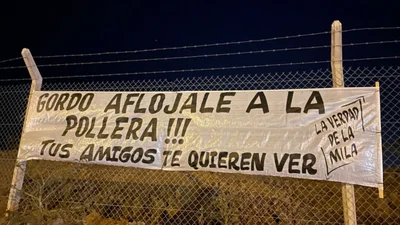 GORDO AFLOJALE A LA
POLLERA !!!
TUS AMIGOS TE QUIEREN VER
LA VERDAD
DE LA
MILA